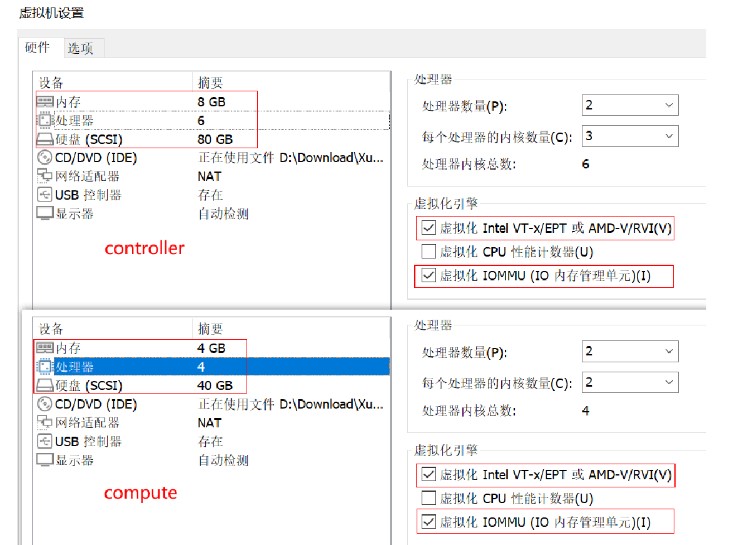 虚拟机设置
硬件 选项
设备 摘要
内存 8 GB
处理器 6
硬盘 (SCSI) 80 GB
CD/DVD (IDE) 正在使用文件 D:\Download\Xu...
网络适配器 NAT
USB 控制器 存在
显示器 自动检测
controller
处理器
处理器数量(P): 2
每个处理器的内核数量(C): 3
处理器内核总数: 6
虚拟化引擎
虚拟化 Intel VT-x/EPT 或 AMD-V/RVI(V)
虚拟化 CPU 性能计数器(U)
虚拟化 IOMMU (IO 内存管理单元)(I)
设备 摘要
内存 4 GB
处理器 4
硬盘 (SCSI) 40 GB
CD/DVD (IDE) 正在使用文件 D:\Download\Xu...
网络适配器 NAT
USB 控制器 存在
显示器 自动检测
compute
处理器
处理器数量(P): 2
每个处理器的内核数量(C): 2
处理器内核总数: 4
虚拟化引擎
虚拟化 Intel VT-x/EPT 或 AMD-V/RVI(V)
虚拟化 CPU 性能计数器(U)
虚拟化 IOMMU (IO 内存管理单元)(I)